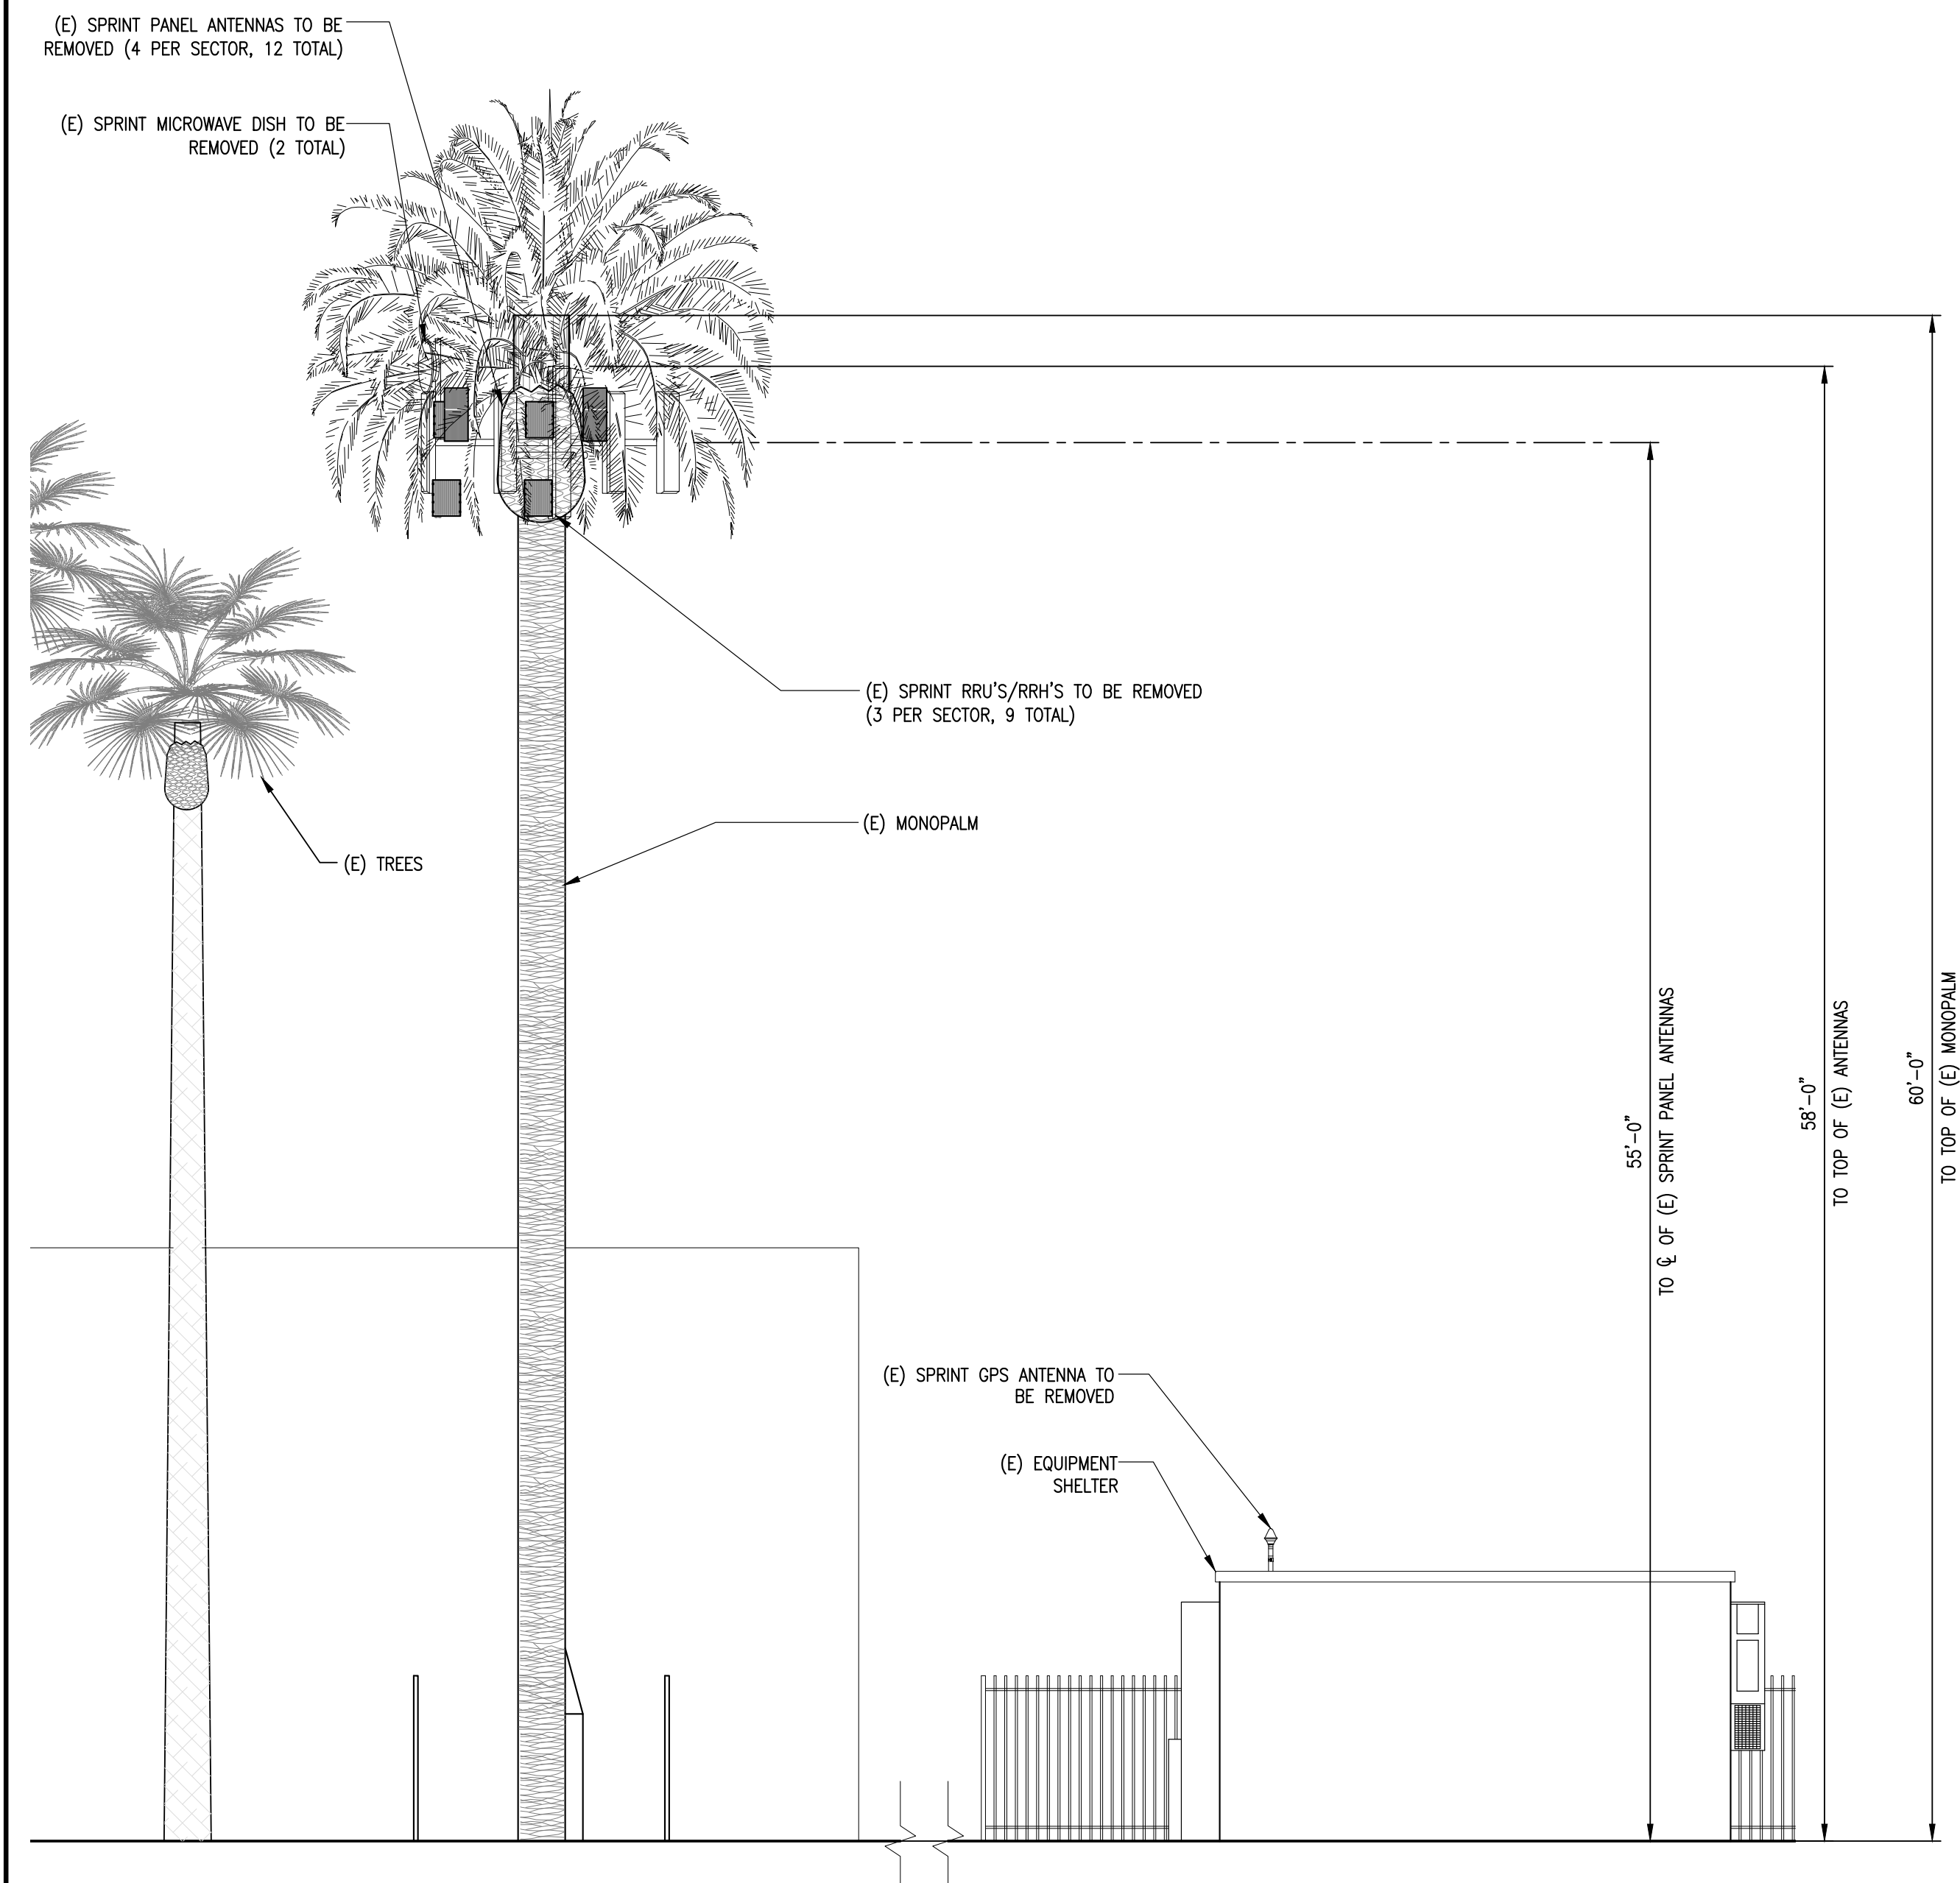 (E) SPRINT PANEL ANTENNAS TO BE
REMOVED (4 PER SECTOR, 12 TOTAL)
(E) SPRINT MICROWAVE DISH TO BE
REMOVED (2 TOTAL)
(E) SPRINT RRU'S/RRH'S TO BE REMOVED
(3 PER SECTOR, 9 TOTAL)
(E) MONOPALM
(E) TREES
55'-0"
TO ℄ OF (E) SPRINT PANEL ANTENNAS
58'-0"
TO TOP OF (E) ANTENNAS
60'-0"
TO TOP OF (E) MONOPALM
(E) SPRINT GPS ANTENNA TO
BE REMOVED
(E) EQUIPMENT
SHELTER